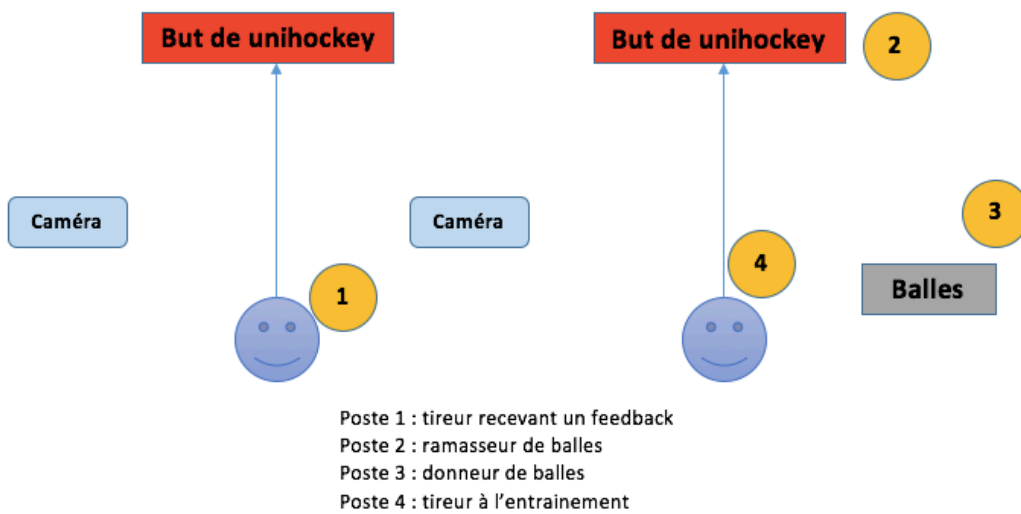 But de unihockey
But de unihockey
2
Caméra
Caméra
3
4
1
Balles
Poste 1 : tireur recevant un feedback
Poste 2 : ramasseur de balles
Poste 3 : donneur de balles
Poste 4 : tireur à l'entrainement